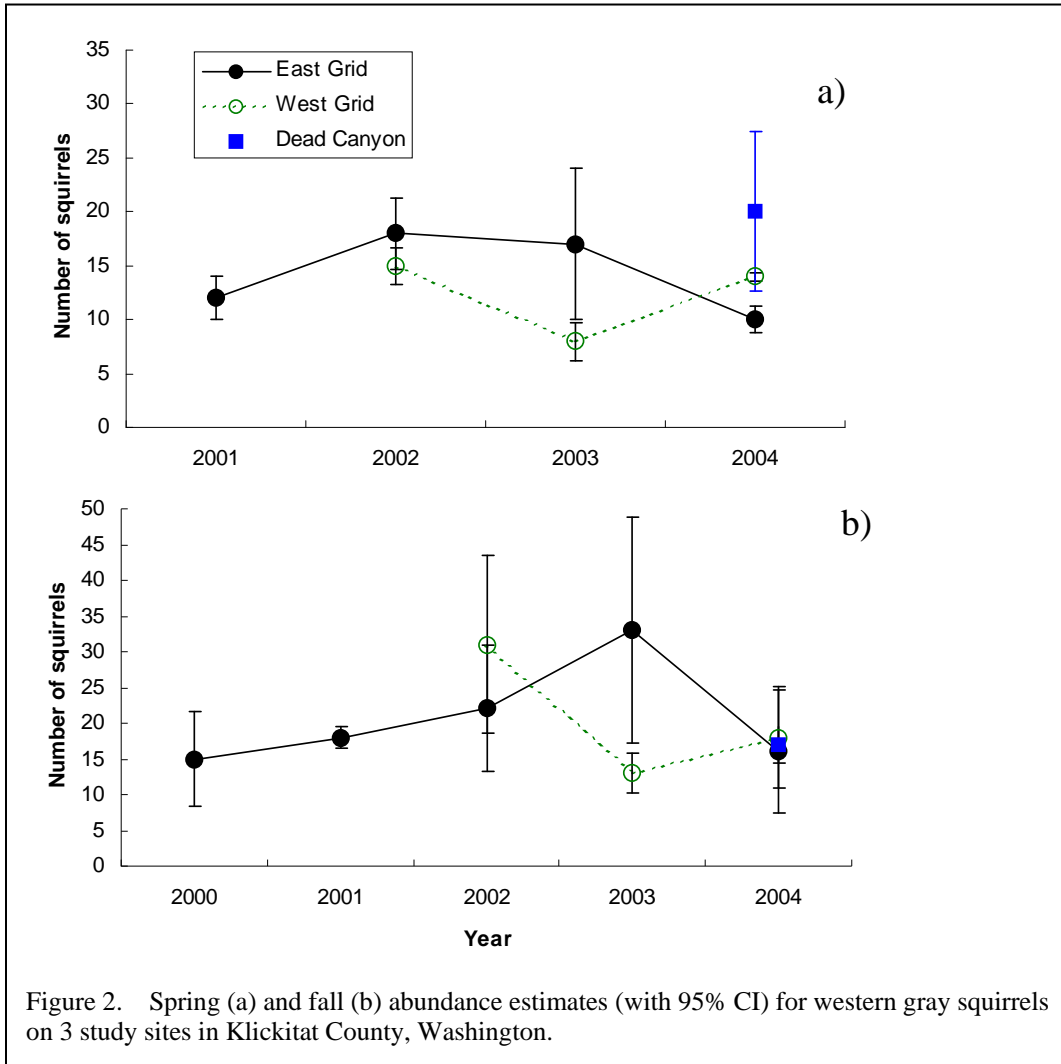 35
30
25
20
15
10
5
0
Number of squirrels
East Grid
West Grid
Dead Canyon
a)
2001 2002 2003 2004
50
45
40
35
30
25
20
15
10
5
0
Number of squirrels
b)
2000 2001 2002 2003 2004
Year
Figure 2. Spring (a) and fall (b) abundance estimates (with 95% CI) for western gray squirrels
on 3 study sites in Klickitat County, Washington.